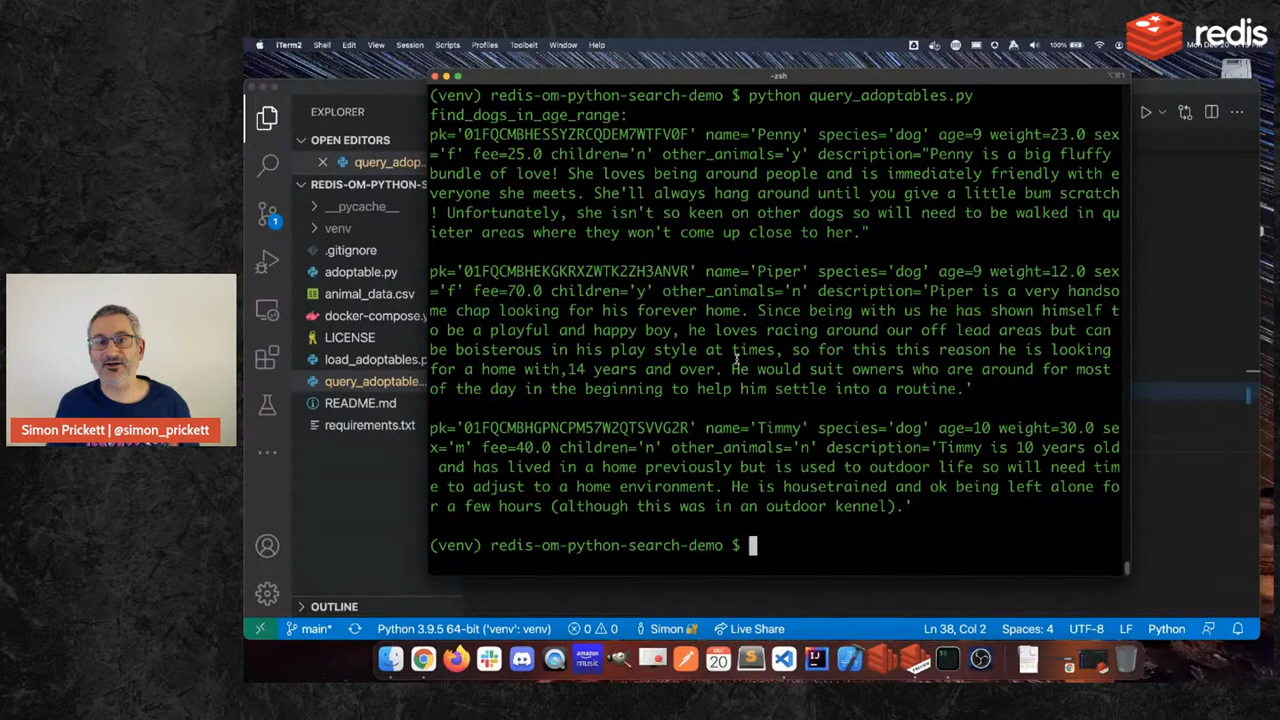 redis
iTerm2 Shell Edit View Session Scripts Profiles Toolbelt Window Help
100%
-zsh
(venv) redis-om-python-search-demo $ python query_adoptables.py
find_dogs_in_age_range:
pk='01FQCMBHESSYZRCQDEM7WTFV0F' name='Penny' species='dog' age=9 weight=23.0 sex
='f' fee=25.0 children='n' other_animals='y' description="Penny is a big fluffy
bundle of love! She loves being around people and is immediately friendly with e
veryone she meets. She'll always hang around until you give a little bum scratch
! Unfortunately, she isn't so keen on other dogs so will need to be walked in qu
ieter areas where they won't come up close to her."
pk='01FQCMBHEKGKRXZWTK2ZH3ANVR' name='Piper' species='dog' age=9 weight=12.0 sex
='f' fee=70.0 children='y' other_animals='n' description='Piper is a very handso
me chap looking for his forever home. Since being with us he has shown himself t
o be a playful and happy boy, he loves racing around our off lead areas but can
be boisterous in his play style at times, so for this this reason he is looking
for a home with,14 years and over. He would suit owners who are around for most
of the day in the beginning to help him settle into a routine.'
pk='01FQCMBHGPNCPM57WZQTSVVG2R' name='Timmy' species='dog' age=10 weight=30.0 se
x='m' fee=40.0 children='n' other_animals='n' description='Timmy is 10 years old
and has lived in a home previously but is used to outdoor life so will need tim
e to adjust to a home environment. He is housetrained and ok being left alone fo
r a few hours (although this was in an outdoor kennel).'
(venv) redis-om-python-search-demo $
EXPLORER
OPEN EDITORS
query_adop...
REDIS-OM-PYTHON-S
__pycache__
venv
.gitignore
adoptable.py
animal_data.csv
docker-compose.y
LICENSE
load_adoptables.p
query_adoptable...
README.md
requirements.txt
OUTLINE
1
Simon Prickett | @simon_prickett
main* Python 3.9.5 64-bit ('venv': venv) 0 0 Simon Live Share Ln 38, Col 2 Spaces: 4 UTF-8 LF Python
amazon music
DEC 20